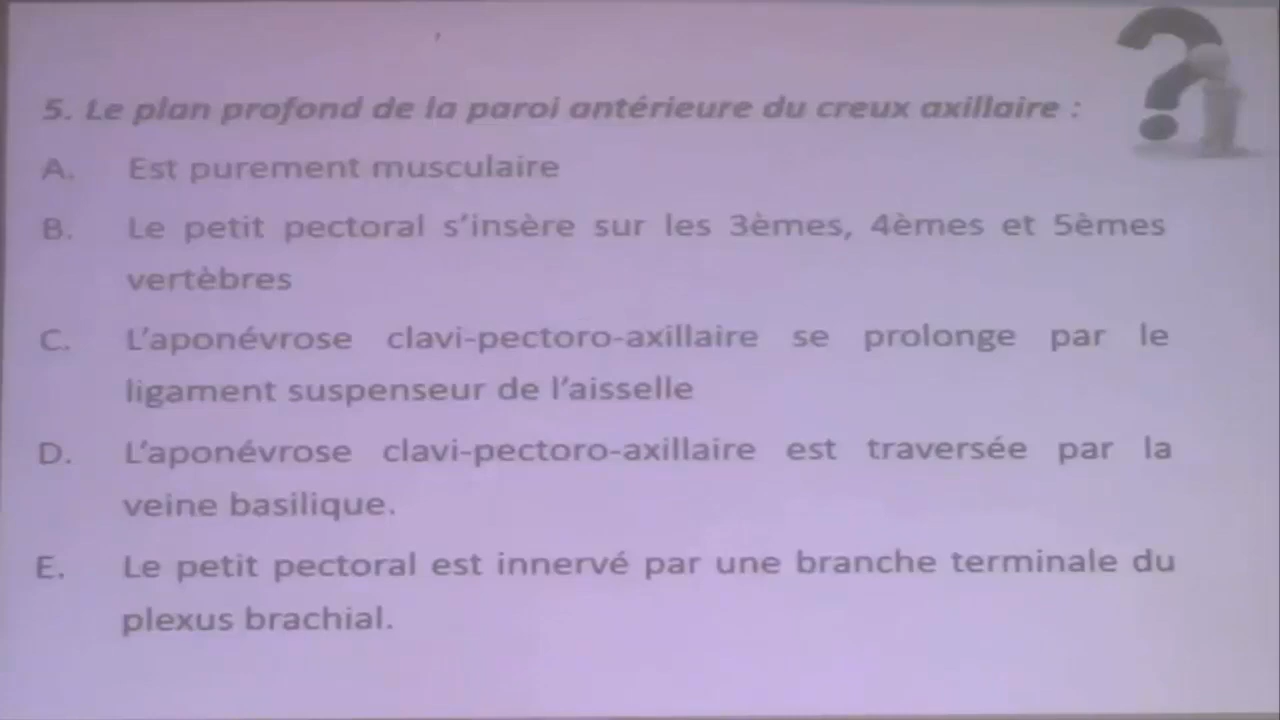 5. Le plan profond de la paroi antérieure du creux axillaire :
A. Est purement musculaire
B. Le petit pectoral s'insère sur les 3èmes, 4èmes et 5èmes
vertèbres
C. L'aponévrose clavi-pectoro-axillaire se prolonge par le
ligament suspenseur de l'aisselle
D. L'aponévrose clavi-pectoro-axillaire est traversée par la
veine basilique.
E. Le petit pectoral est innervé par une branche terminale du
plexus brachial.